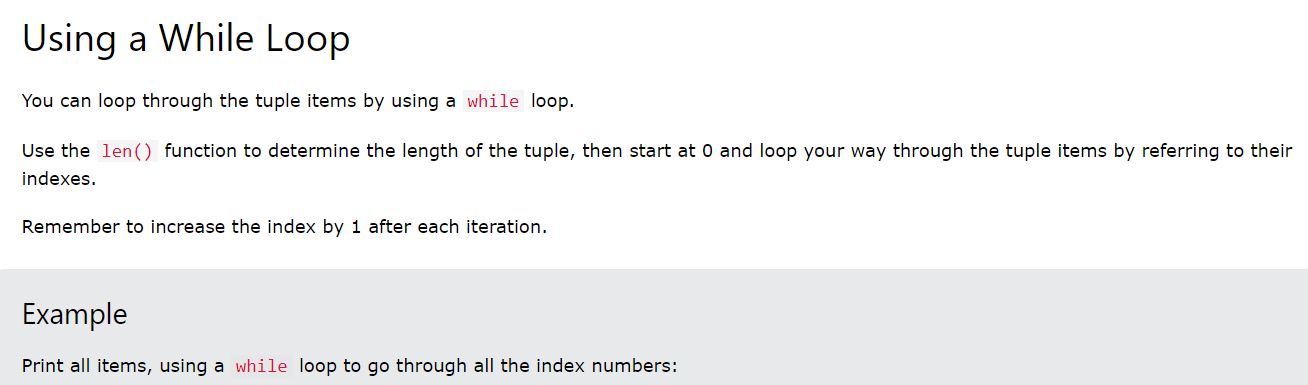 Using a While Loop
You can loop through the tuple items by using a while loop.
Use the len() function to determine the length of the tuple, then start at 0 and loop your way through the tuple items by referring to their
indexes.
Remember to increase the index by 1 after each iteration.
Example
Print all items, using a while loop to go through all the index numbers: